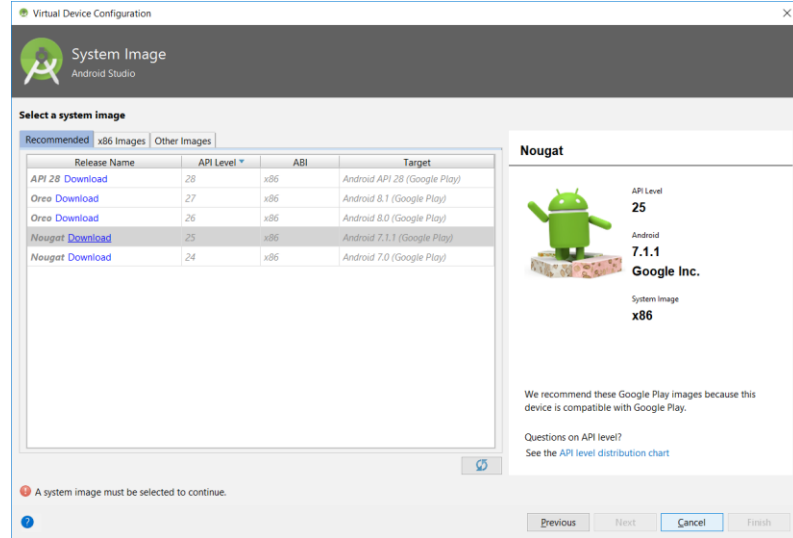 Virtual Device Configuration
System Image
Android Studio
Select a system image
Recommended x86 Images Other Images
Release Name API Level ABI Target
API 28 Download 28 x86 Android API 28 (Google Play)
Oreo Download 27 x86 Android 8.1 (Google Play)
Oreo Download 26 x86 Android 8.0 (Google Play)
Nougat Download 25 x86 Android 7.1.1 (Google Play)
Nougat Download 24 x86 Android 7.0 (Google Play)
Nougat
API Level
25
Android
7.1.1
Google Inc.
System Image
x86
We recommend these Google Play images because this
device is compatible with Google Play.
Questions on API level?
See the API level distribution chart
A system image must be selected to continue.
? Previous Next Cancel Finish